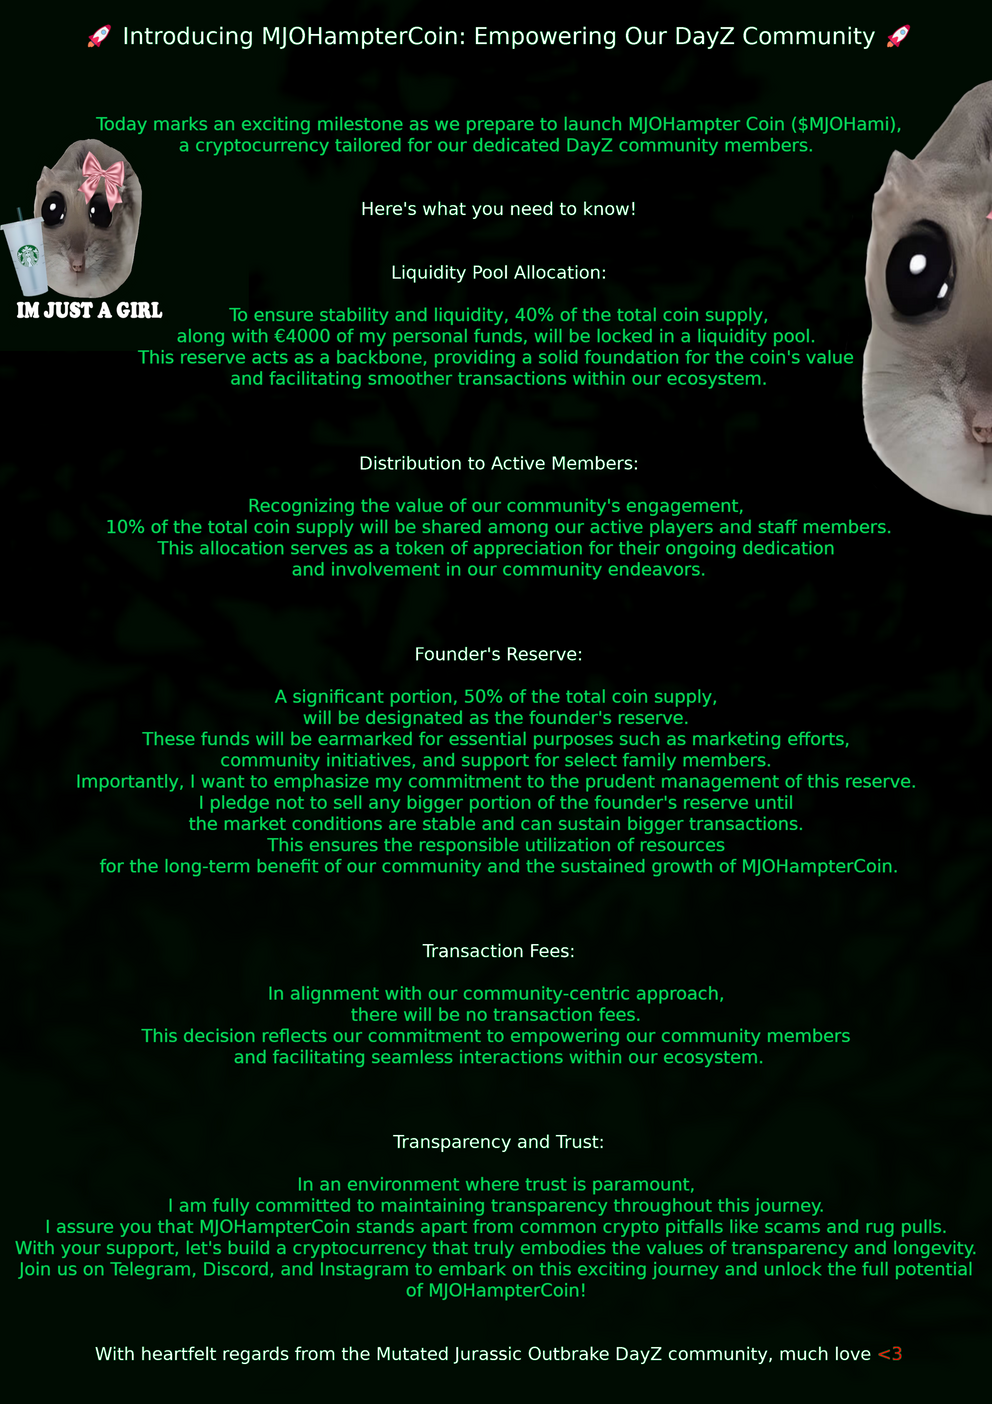 🚀 Introducing MJOHampterCoin: Empowering Our DayZ Community 🚀
Today marks an exciting milestone as we prepare to launch MJOHampter Coin ($MJOHami),
a cryptocurrency tailored for our dedicated DayZ community members.
IM JUST A GIRL
Here's what you need to know!
Liquidity Pool Allocation:
To ensure stability and liquidity, 40% of the total coin supply,
along with €4000 of my personal funds, will be locked in a liquidity pool.
This reserve acts as a backbone, providing a solid foundation for the coin's value
and facilitating smoother transactions within our ecosystem.
Distribution to Active Members:
Recognizing the value of our community's engagement,
10% of the total coin supply will be shared among our active players and staff members.
This allocation serves as a token of appreciation for their ongoing dedication
and involvement in our community endeavors.
Founder's Reserve:
A significant portion, 50% of the total coin supply,
will be designated as the founder's reserve.
These funds will be earmarked for essential purposes such as marketing efforts,
community initiatives, and support for select family members.
Importantly, I want to emphasize my commitment to the prudent management of this reserve.
I pledge not to sell any bigger portion of the founder's reserve until
the market conditions are stable and can sustain bigger transactions.
This ensures the responsible utilization of resources
for the long-term benefit of our community and the sustained growth of MJOHampterCoin.
Transaction Fees:
In alignment with our community-centric approach,
there will be no transaction fees.
This decision reflects our commitment to empowering our community members
and facilitating seamless interactions within our ecosystem.
Transparency and Trust:
In an environment where trust is paramount,
I am fully committed to maintaining transparency throughout this journey.
I assure you that MJOHampterCoin stands apart from common crypto pitfalls like scams and rug pulls.
With your support, let's build a cryptocurrency that truly embodies the values of transparency and longevity.
Join us on Telegram, Discord, and Instagram to embark on this exciting journey and unlock the full potential
of MJOHampterCoin!
With heartfelt regards from the Mutated Jurassic Outbrake DayZ community, much love <3